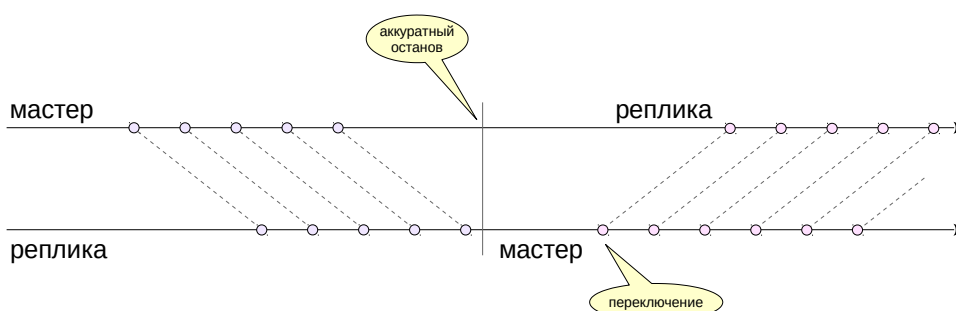 аккуратный
останов
мастер
реплика
реплика
мастер
переключение